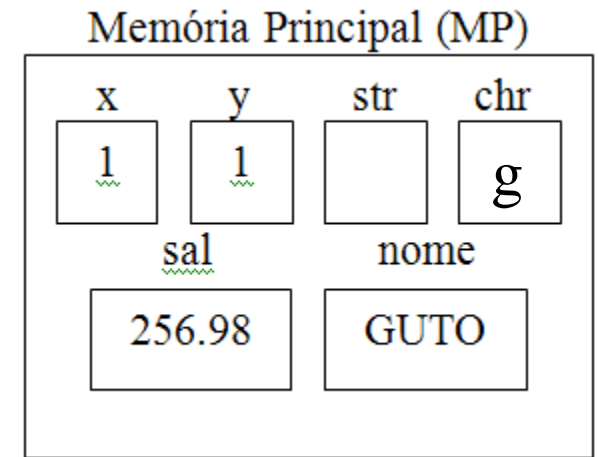 Memória Principal (MP)
x y str chr
1 1 g
sal nome
256.98 GUTO